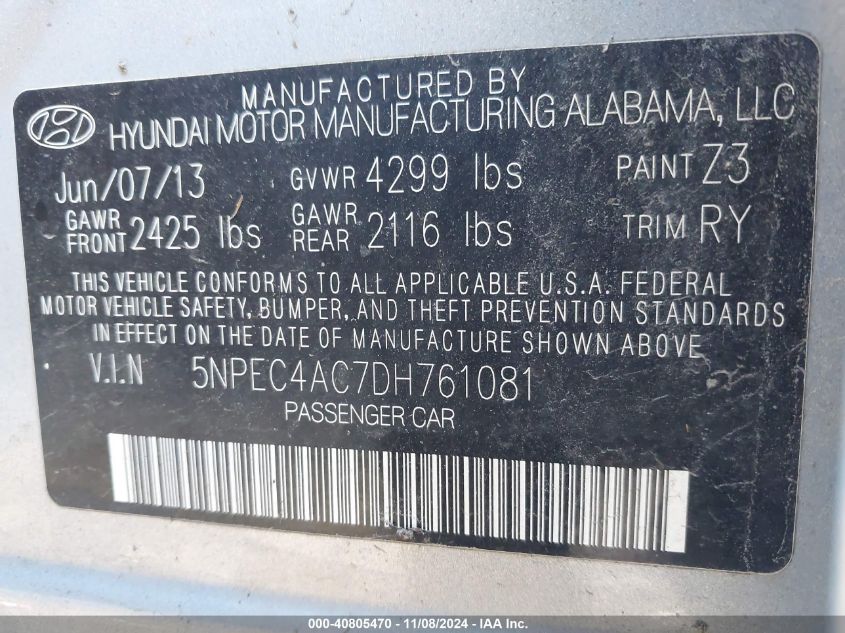 MANUFACTURED BY
HYUNDAI MOTOR MANUFACTURING ALABAMA, LLC
Jun/07/13 GVWR 4299 lbs PAINT Z3
GAWR FRONT 2425 lbs GAWR REAR 2116 lbs TRIM RY
THIS VEHICLE CONFORMS TO ALL APPLICABLE U.S.A. FEDERAL
MOTOR VEHICLE SAFETY, BUMPER, AND THEFT PREVENTION STANDARDS
IN EFFECT ON THE DATE OF MANUFACTURE SHOWN ABOVE
V.I.N 5NPEC4AC7DH761081
PASSENGER CAR
000-40805470 - 11/08/2024 - IAA Inc.